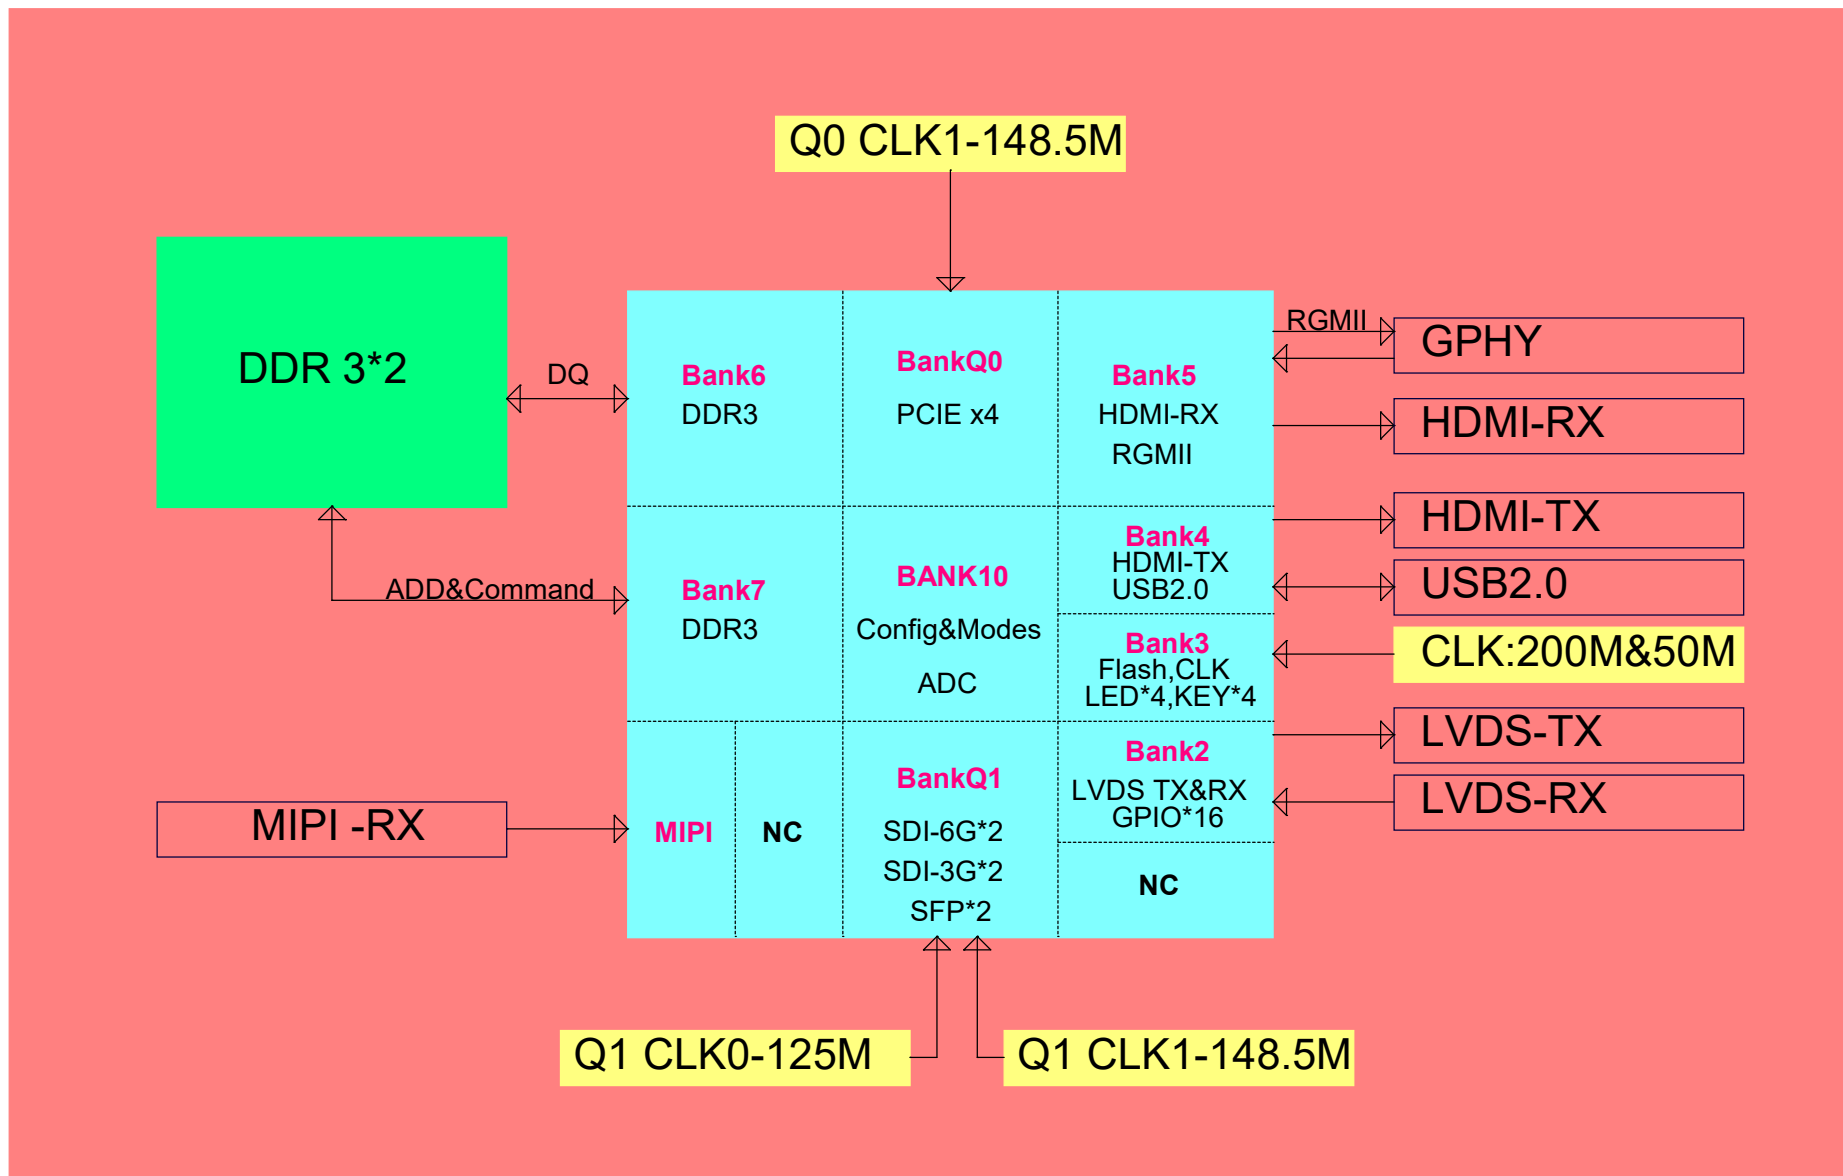 Q0 CLK1-148.5M
DDR 3*2
DQ
ADD&Command
MIPI -RX
Bank6
DDR3
BankQ0
PCIE x4
Bank5
HDMI-RX
RGMII
Bank7
DDR3
BANK10
Config&Modes
ADC
Bank4
HDMI-TX
USB2.0
Bank3
Flash,CLK
LED*4,KEY*4
MIPI
NC
BankQ1
SDI-6G*2
SDI-3G*2
SFP*2
Bank2
LVDS TX&RX
GPIO*16
NC
RGMII
GPHY
HDMI-RX
HDMI-TX
USB2.0
CLK:200M&50M
LVDS-TX
LVDS-RX
Q1 CLK0-125M
Q1 CLK1-148.5M